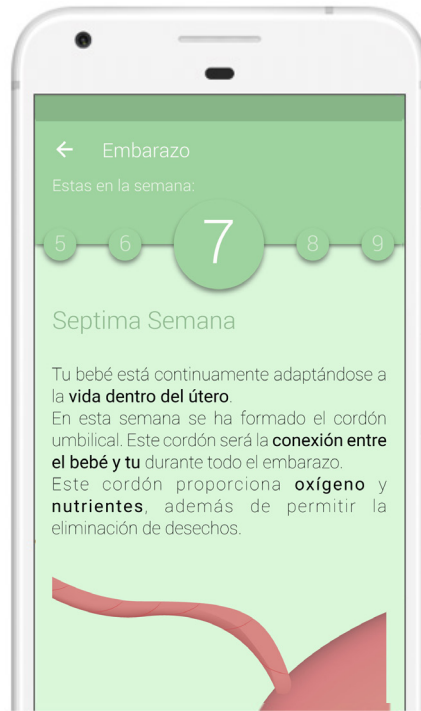 Embarazo
Estas en la semana:
5 6 7 8 9
Septima Semana
Tu bebé está continuamente adaptándose a
la vida dentro del útero.
En esta semana se ha formado el cordón
umbilical. Este cordón será la conexión entre
el bebé y tu durante todo el embarazo.
Este cordón proporciona oxígeno y
nutrientes, además de permitir la
eliminación de desechos.